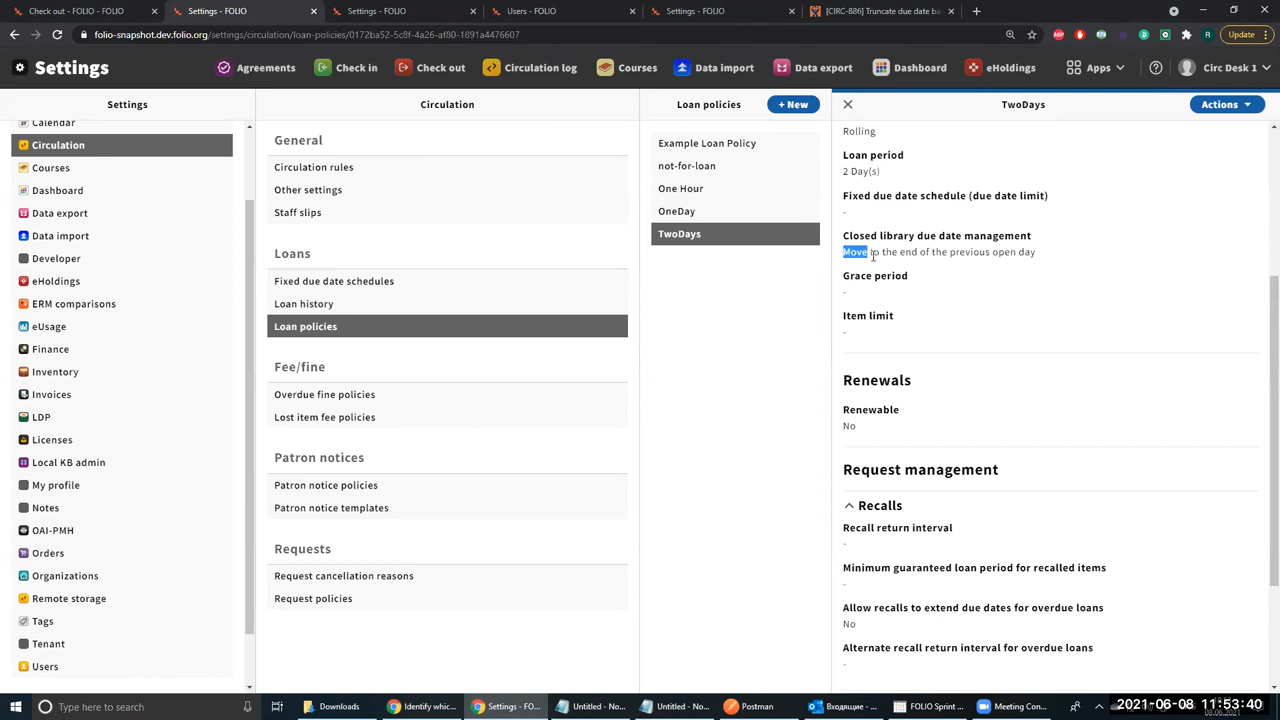 Check out - FOLIO - FOLIO
Settings - FOLIO
Settings - FOLIO
Users - FOLIO
Settings - FOLIO
[CIRC-886] Truncate due date ba
folio-snapshot.dev.folio.org/settings/circulation/loan-policies/0172ba52-5c8f-4a26-af80-1891a4476607
R
Update
Settings
Agreements
Check in
Check out
Circulation log
Courses
Data import
Data export
Dashboard
eHoldings
Apps
Circ Desk 1
Settings
Calendar
Circulation
Courses
Dashboard
Data export
Data import
Developer
eHoldings
ERM comparisons
eUsage
Finance
Inventory
Invoices
LDP
Licenses
Local KB admin
My profile
Notes
OAI-PMH
Orders
Organizations
Remote storage
Tags
Tenant
Users
Circulation
General
Circulation rules
Other settings
Staff slips
Loans
Fixed due date schedules
Loan history
Loan policies
Fee/fine
Overdue fine policies
Lost item fee policies
Patron notices
Patron notice policies
Patron notice templates
Requests
Request cancellation reasons
Request policies
Loan policies
+ New
Example Loan Policy
not-for-loan
One Hour
OneDay
TwoDays
TwoDays
Actions
Rolling
Loan period
2 Day(s)
Fixed due date schedule (due date limit)
-
Closed library due date management
Move to the end of the previous open day
Grace period
-
Item limit
-
Renewals
Renewable
No
Request management
Recalls
Recall return interval
-
Minimum guaranteed loan period for recalled items
-
Allow recalls to extend due dates for overdue loans
No
Alternate recall return interval for overdue loans
-
Type here to search
Downloads
Identify whic...
Settings - FO...
Untitled - No...
Untitled - No...
Postman
Входящие - ...
FOLIO Sprint ...
Meeting Con...
2021-06-08 11:53:40